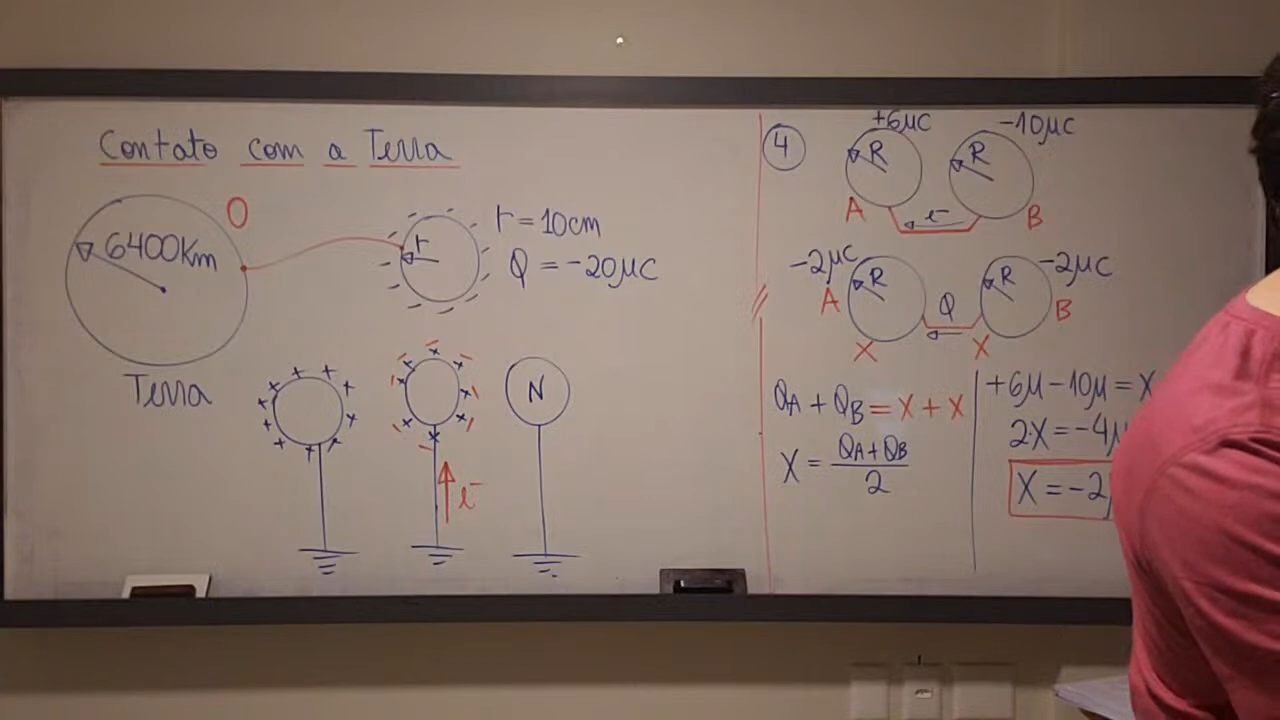 Contato com a Terra
6400Km
O
r
r = 10cm
Q = -20μC
Terra
e⁻
N
4
+6μC
-10μC
R
R
A
e⁻
B
-2μC
R
R
-2μC
A
Q
B
X
X
QA + QB = X + X
X = QA+QB / 2
+6μ - 10μ = X
2X = -4μ
X = -2